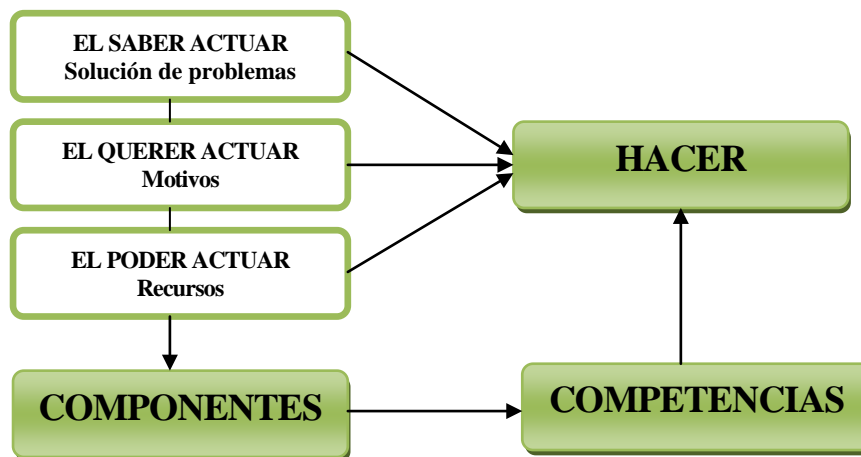 EL SABER ACTUAR
Solución de problemas
EL QUERER ACTUAR
Motivos
HACER
EL PODER ACTUAR
Recursos
COMPONENTES
COMPETENCIAS